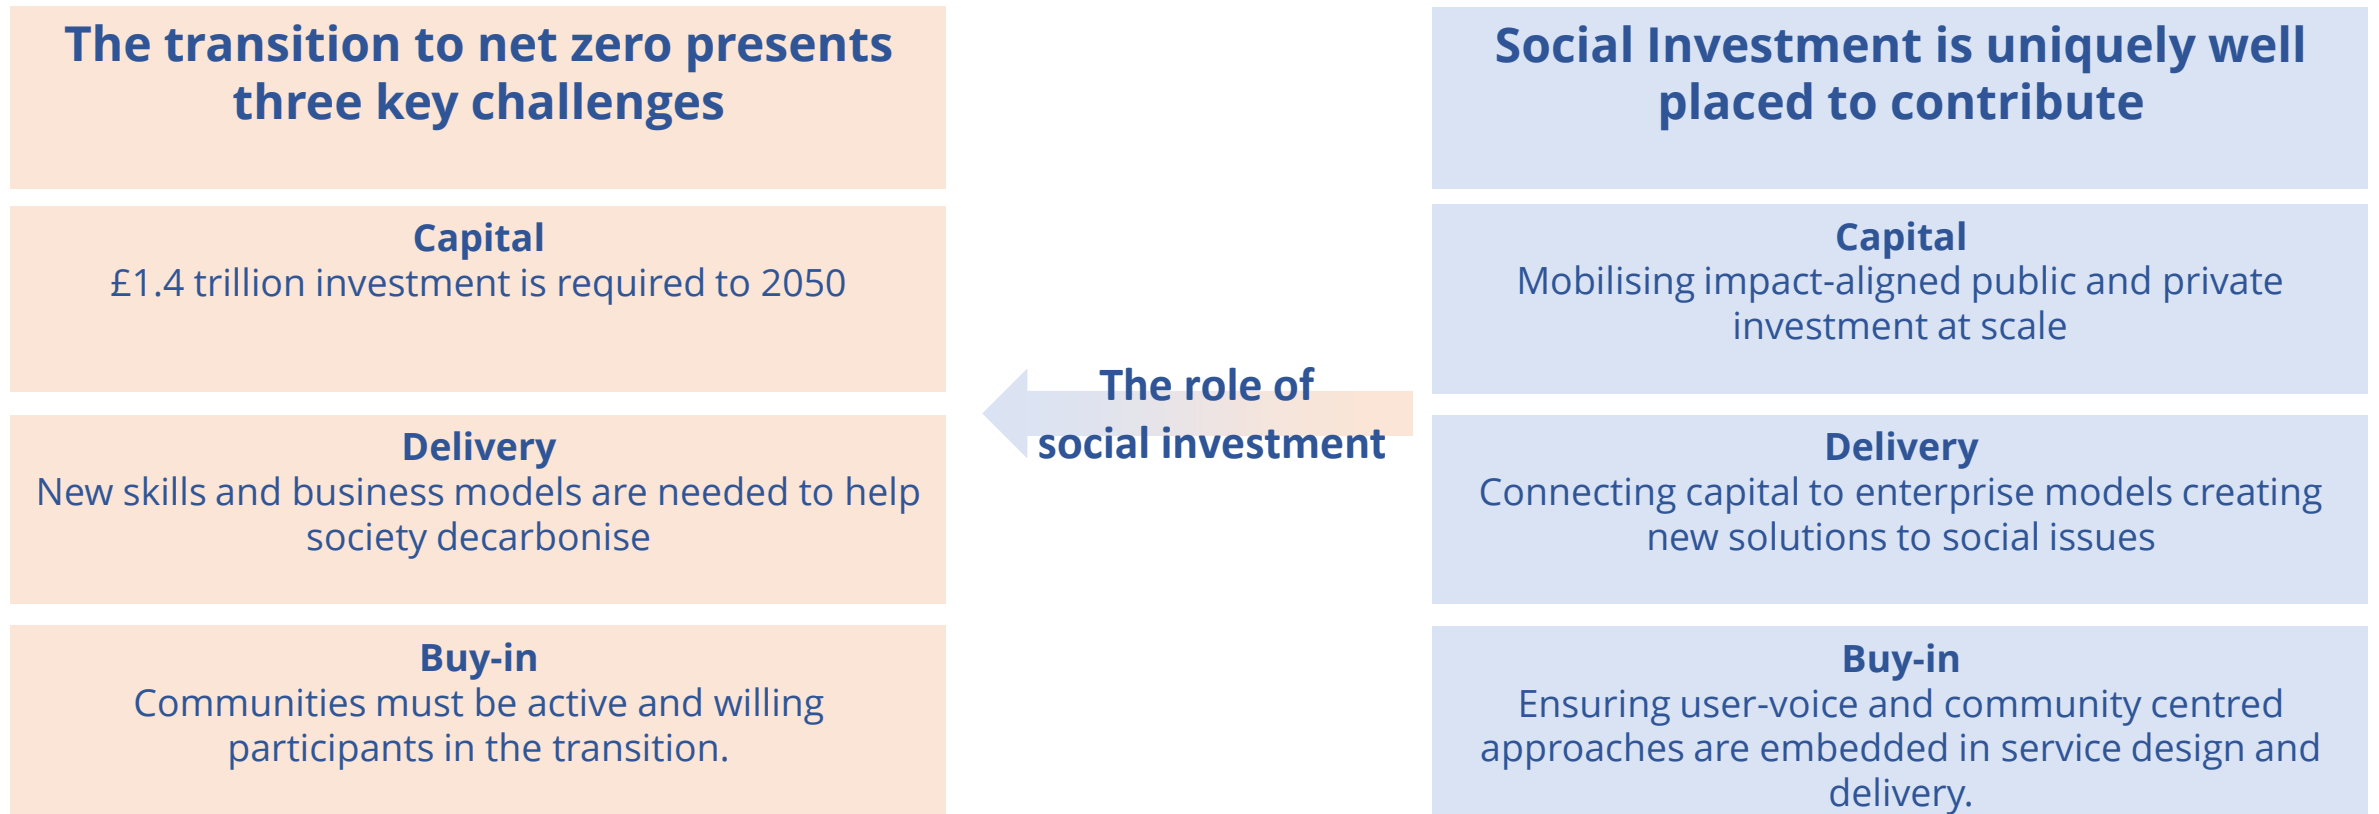 The transition to net zero presents
three key challenges
Capital
£1.4 trillion investment is required to 2050
Delivery
New skills and business models are needed to help
society decarbonise
Buy-in
Communities must be active and willing
participants in the transition.
The role of
social investment
Social Investment is uniquely well
placed to contribute
Capital
Mobilising impact-aligned public and private
investment at scale
Delivery
Connecting capital to enterprise models creating
new solutions to social issues
Buy-in
Ensuring user-voice and community centred
approaches are embedded in service design and
delivery.